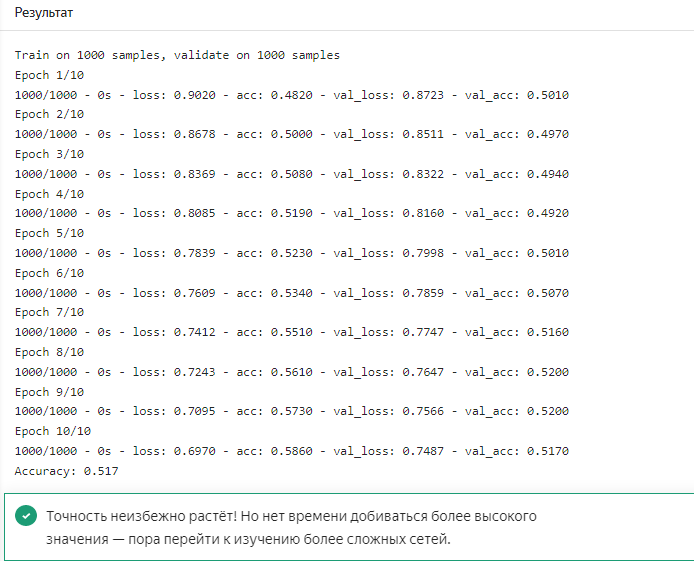 Результат
Train on 1000 samples, validate on 1000 samples
Epoch 1/10
1000/1000 - 0s - loss: 0.9020 - acc: 0.4820 - val_loss: 0.8723 - val_acc: 0.5010
Epoch 2/10
1000/1000 - 0s - loss: 0.8678 - acc: 0.5000 - val_loss: 0.8511 - val_acc: 0.4970
Epoch 3/10
1000/1000 - 0s - loss: 0.8369 - acc: 0.5080 - val_loss: 0.8322 - val_acc: 0.4940
Epoch 4/10
1000/1000 - 0s - loss: 0.8085 - acc: 0.5190 - val_loss: 0.8160 - val_acc: 0.4920
Epoch 5/10
1000/1000 - 0s - loss: 0.7839 - acc: 0.5230 - val_loss: 0.7998 - val_acc: 0.5010
Epoch 6/10
1000/1000 - 0s - loss: 0.7609 - acc: 0.5340 - val_loss: 0.7859 - val_acc: 0.5070
Epoch 7/10
1000/1000 - 0s - loss: 0.7412 - acc: 0.5510 - val_loss: 0.7747 - val_acc: 0.5160
Epoch 8/10
1000/1000 - 0s - loss: 0.7243 - acc: 0.5610 - val_loss: 0.7647 - val_acc: 0.5200
Epoch 9/10
1000/1000 - 0s - loss: 0.7095 - acc: 0.5730 - val_loss: 0.7566 - val_acc: 0.5200
Epoch 10/10
1000/1000 - 0s - loss: 0.6970 - acc: 0.5860 - val_loss: 0.7487 - val_acc: 0.5170
Accuracy: 0.517
Точность неизбежно растёт! Но нет времени добиваться более высокого
значения — пора перейти к изучению более сложных сетей.